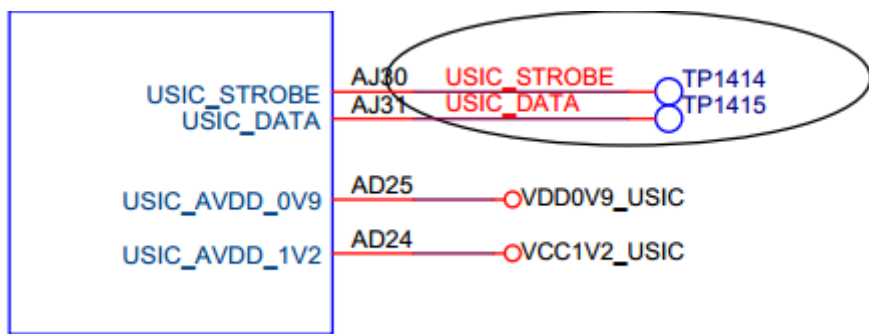 USIC_STROBE AJ30 USIC_STROBE TP1414
USIC_DATA AJ31 USIC_DATA TP1415
USIC_AVDD_0V9 AD25 VDD0V9_USIC
USIC_AVDD_1V2 AD24 VCC1V2_USIC